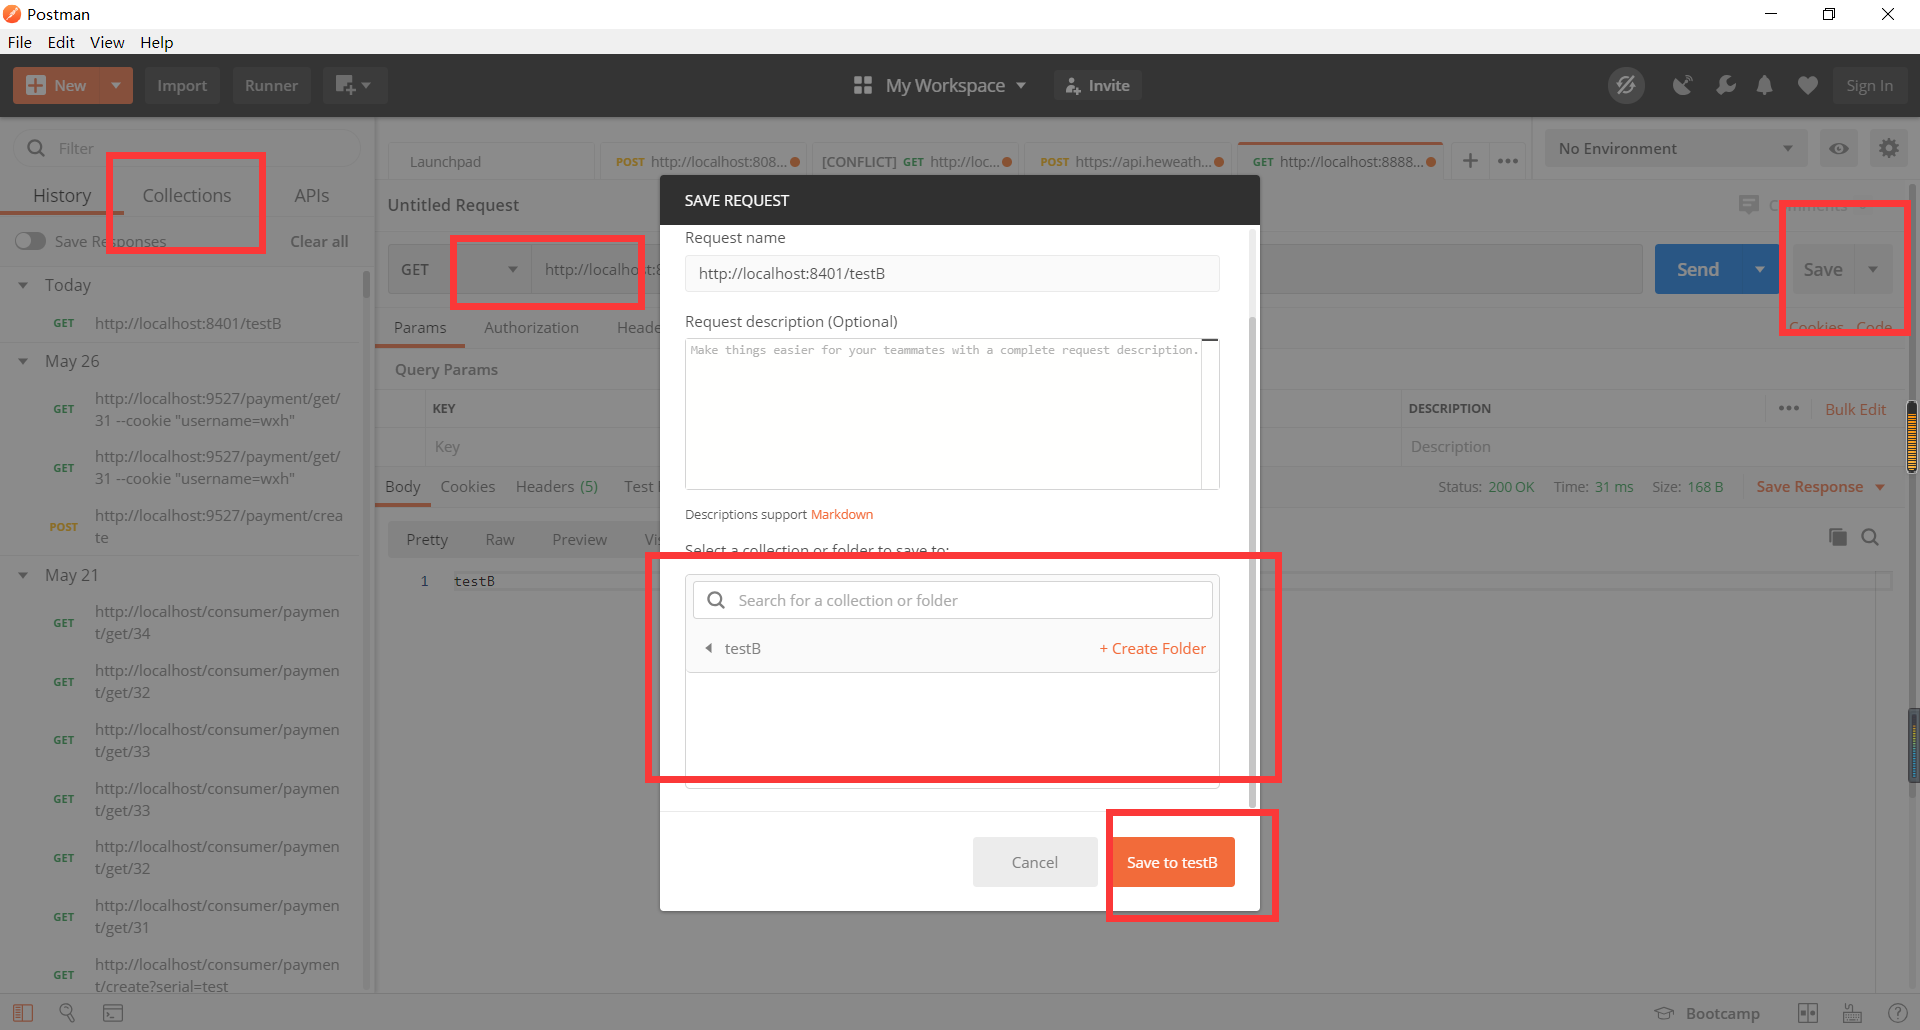 Postman
File Edit View Help
New Import Runner My Workspace Invite Sign In
Filter
History Collections APIs
Save Responses Clear all
Today
GET http://localhost:8401/testB
May 26
GET http://localhost:9527/payment/get/
31 --cookie "username=wxh"
GET http://localhost:9527/payment/get/
31 --cookie "username=wxh"
POST http://localhost:9527/payment/crea
te
May 21
GET http://localhost/consumer/paymen
t/get/34
GET http://localhost/consumer/paymen
t/get/32
GET http://localhost/consumer/paymen
t/get/33
GET http://localhost/consumer/paymen
t/get/33
GET http://localhost/consumer/paymen
t/get/32
GET http://localhost/consumer/paymen
t/get/31
GET http://localhost/consumer/paymen
t/create?serial=test
Launchpad POST http://localhost:808... [CONFLICT] GET http://loc... POST https://api.heweath... GET http://localhost:8888... No Environment
Untitled Request Comments
GET http://localhost:8 Send Save
Params Authorization Heade Cookies Code
Query Params
KEY DESCRIPTION Bulk Edit
Key Description
Body Cookies Headers (5) Test Status: 200 OK Time: 31 ms Size: 168 B Save Response
Pretty Raw Preview Vi
1 testB
SAVE REQUEST
Request name
http://localhost:8401/testB
Request description (Optional)
Make things easier for your teammates with a complete request description.
Descriptions support Markdown
Select a collection or folder to save to:
Search for a collection or folder
testB + Create Folder
Cancel Save to testB
Bootcamp